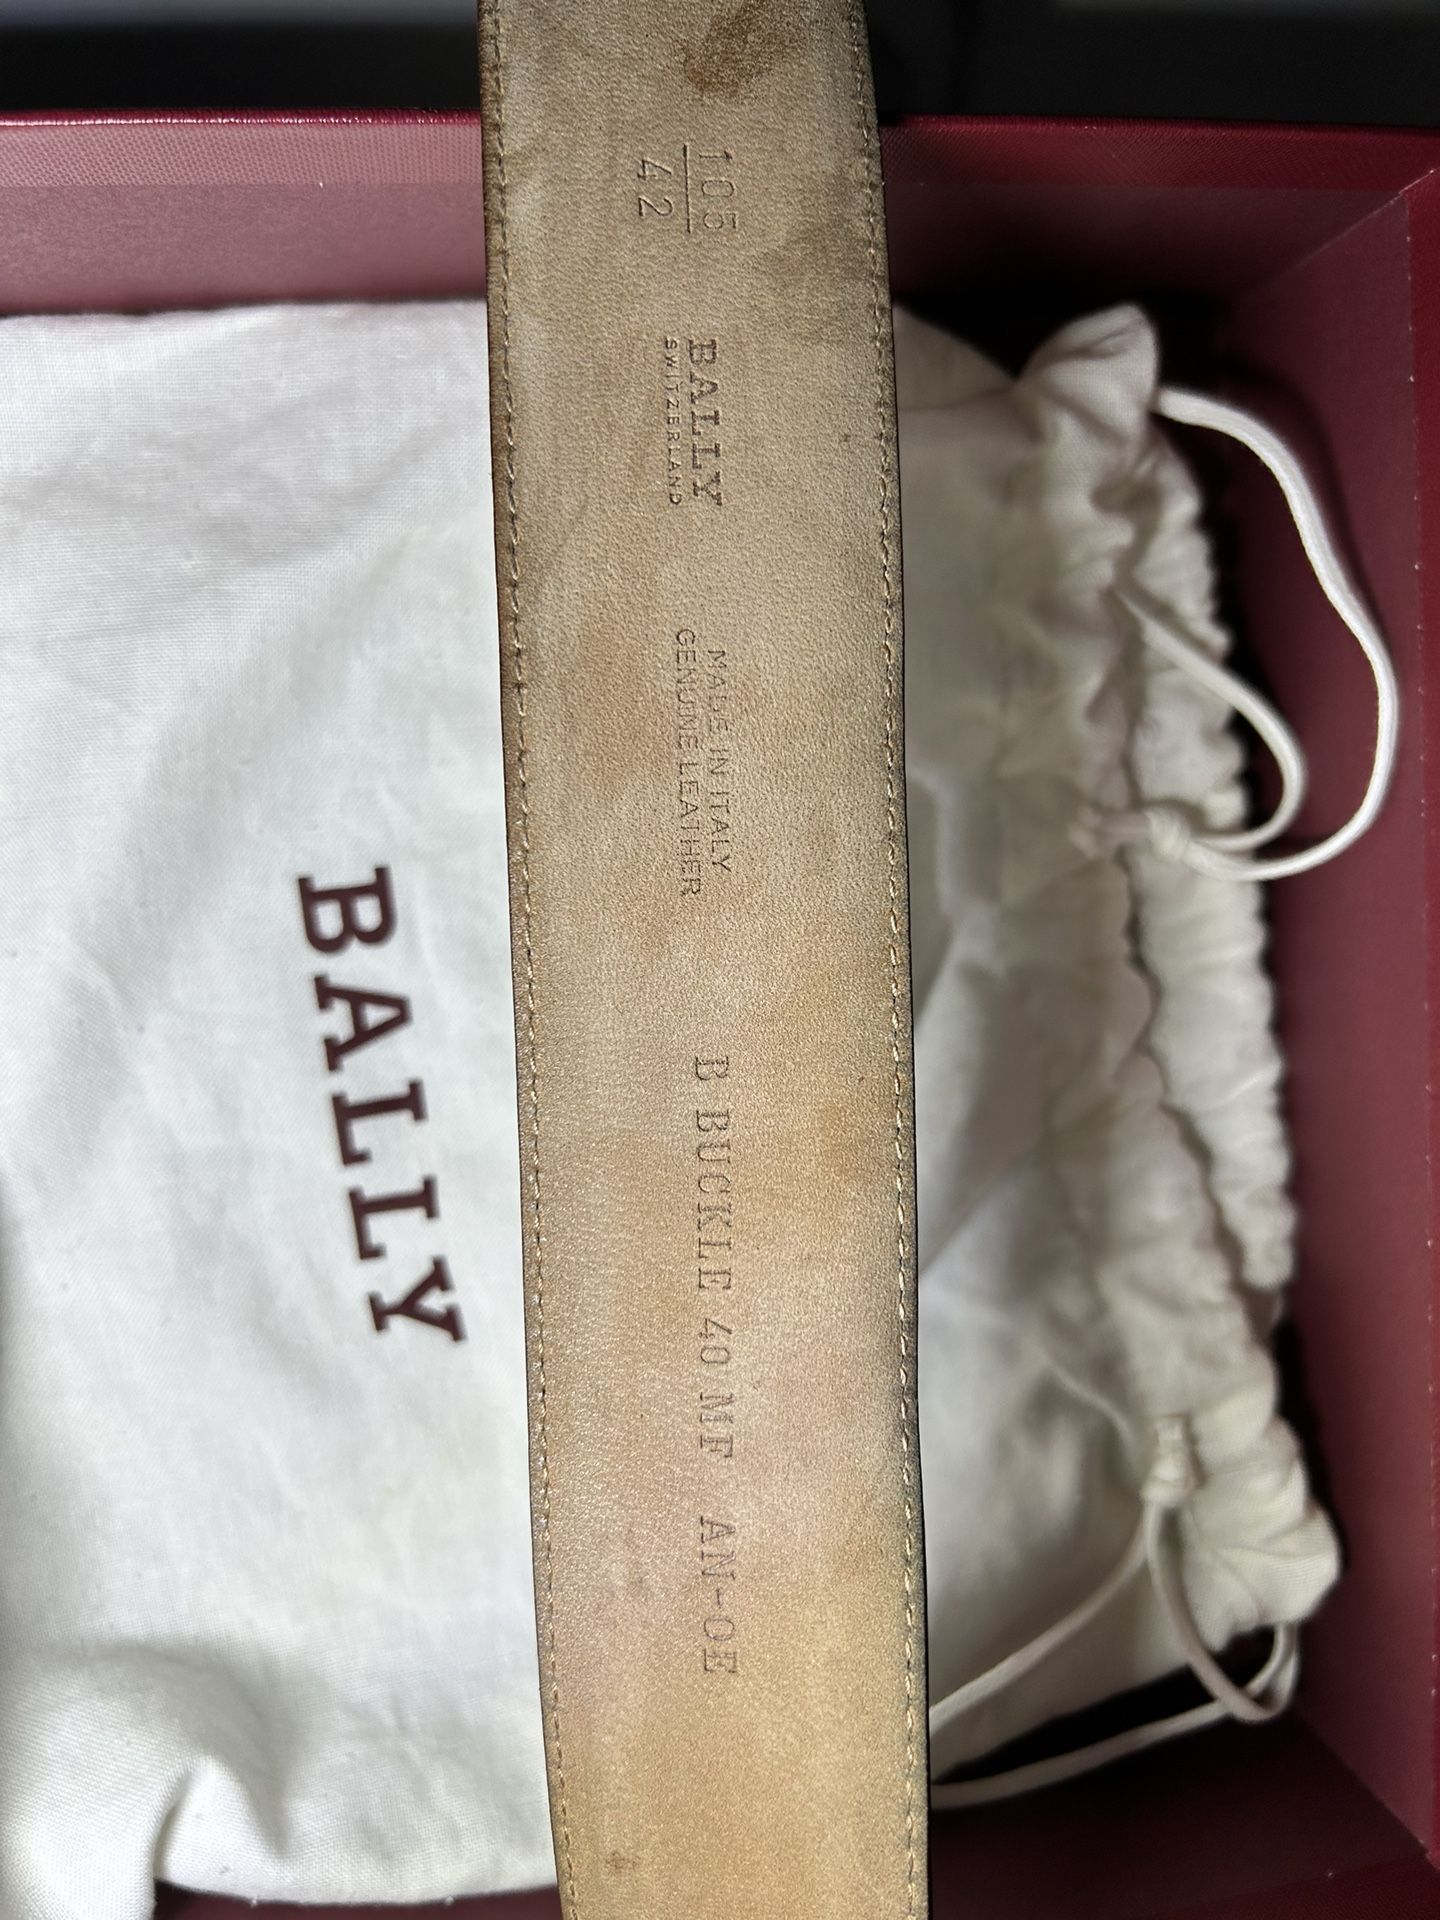 105
42
BALLY
SWITZERLAND
MADE IN ITALY
GENUINE LEATHER
B BUCKLE 40 MF AN-OE
BALLY